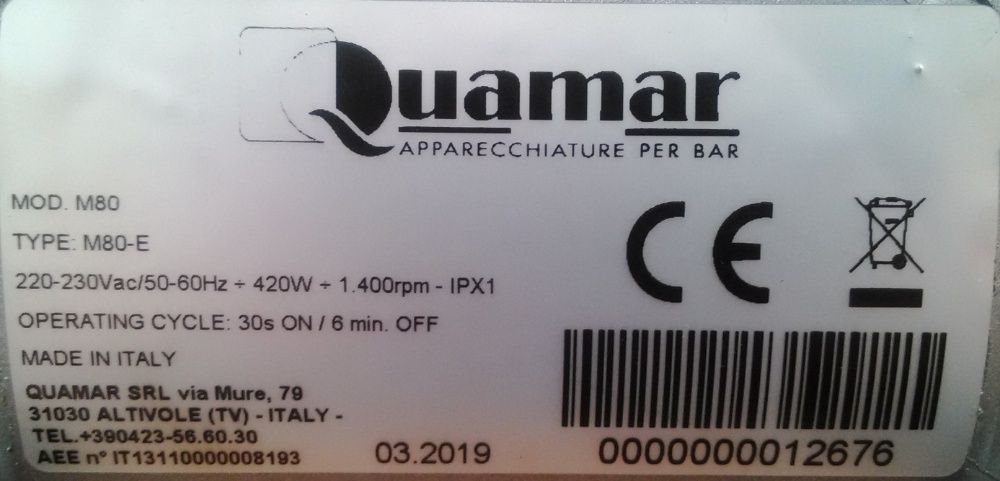 Quamar
APPARECCHIATURE PER BAR
MOD. M80
TYPE: M80-E
220-230Vac/50-60Hz ÷ 420W ÷ 1.400rpm - IPX1
OPERATING CYCLE: 30s ON / 6 min. OFF
MADE IN ITALY
QUAMAR SRL via Mure, 79
31030 ALTIVOLE (TV) - ITALY -
TEL.+390423-56.60.30
AEE n° IT13110000008193
03.2019
CE
0000000012676